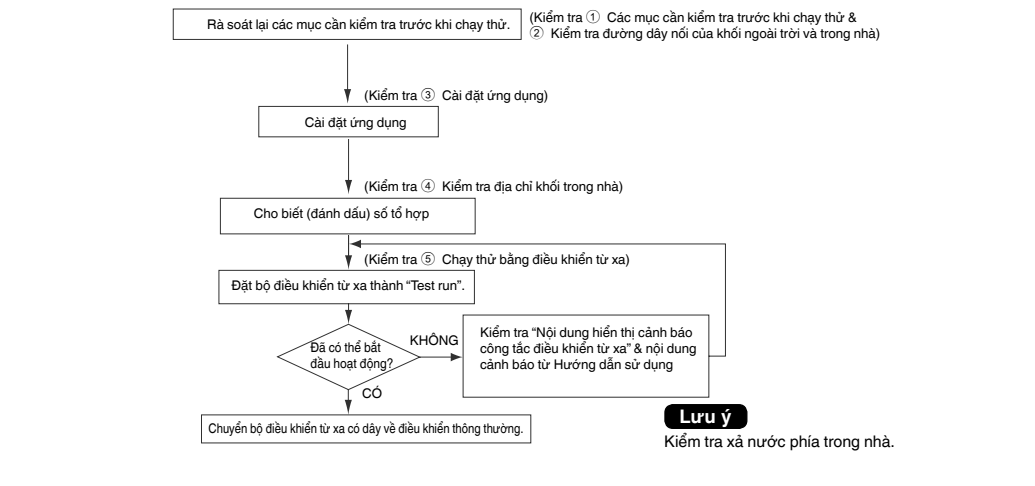 Rà soát lại các mục cần kiểm tra trước khi chạy thử.
(Kiểm tra ① Các mục cần kiểm tra trước khi chạy thử &
② Kiểm tra đường dây nối của khối ngoài trời và trong nhà)
(Kiểm tra ③ Cài đặt ứng dụng)
Cài đặt ứng dụng
(Kiểm tra ④ Kiểm tra địa chỉ khối trong nhà)
Cho biết (đánh dấu) số tổ hợp
(Kiểm tra ⑤ Chạy thử bằng điều khiển từ xa)
Đặt bộ điều khiển từ xa thành “Test run”.
Đã có thể bắt
đầu hoạt động?
KHÔNG
Kiểm tra “Nội dung hiển thị cảnh báo
công tắc điều khiển từ xa” & nội dung
cảnh báo từ Hướng dẫn sử dụng
CÓ
Chuyển bộ điều khiển từ xa có dây về điều khiển thông thường.
Lưu ý
Kiểm tra xả nước phía trong nhà.